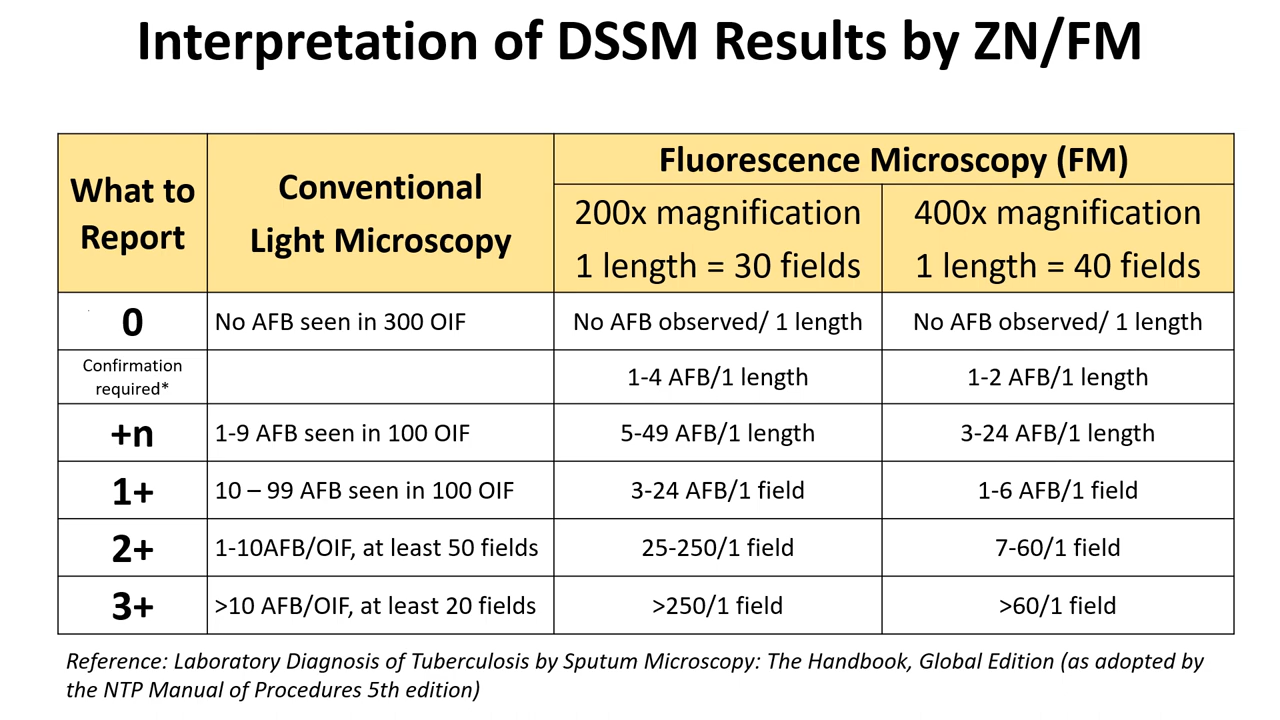 Interpretation of DSSM Results by ZN/FM
What to
Report
Conventional
Light Microscopy
Fluorescence Microscopy (FM)
200x magnification
1 length = 30 fields
400x magnification
1 length = 40 fields
0
No AFB seen in 300 OIF
No AFB observed/ 1 length
No AFB observed/ 1 length
Confirmation
required*
1-4 AFB/1 length
1-2 AFB/1 length
+n
1-9 AFB seen in 100 OIF
5-49 AFB/1 length
3-24 AFB/1 length
1+
10 – 99 AFB seen in 100 OIF
3-24 AFB/1 field
1-6 AFB/1 field
2+
1-10AFB/OIF, at least 50 fields
25-250/1 field
7-60/1 field
3+
>10 AFB/OIF, at least 20 fields
>250/1 field
>60/1 field
Reference: Laboratory Diagnosis of Tuberculosis by Sputum Microscopy: The Handbook, Global Edition (as adopted by
the NTP Manual of Procedures 5th edition)